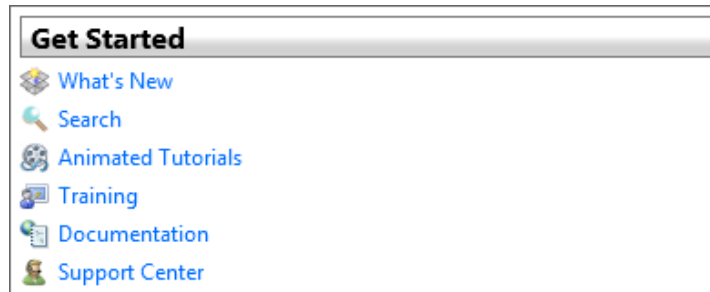 Get Started
What's New
Search
Animated Tutorials
Training
Documentation
Support Center